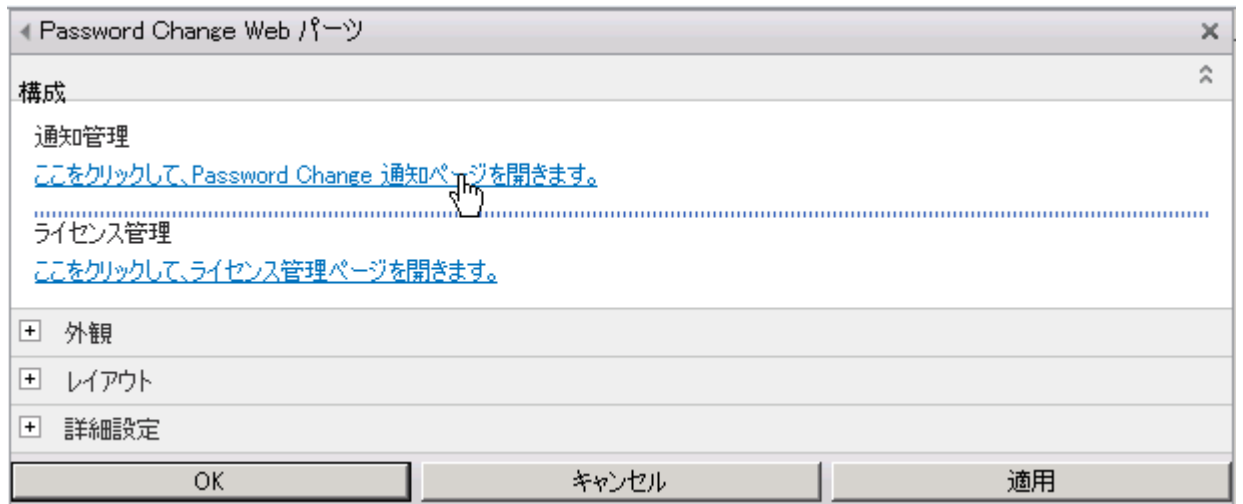 Password Change Web パーツ
構成
通知管理
ここをクリックして、Password Change 通知ページを開きます。
ライセンス管理
ここをクリックして、ライセンス管理ページを開きます。
外観
レイアウト
詳細設定
OK キャンセル 適用